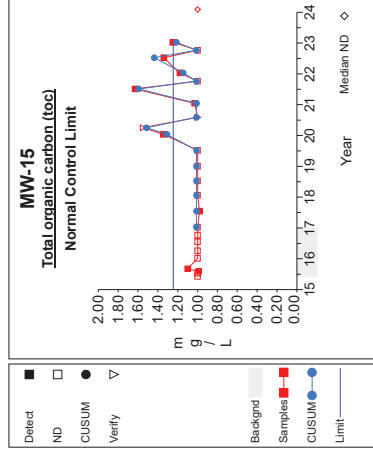 MW-15
Total organic carbon (toc)
Normal Control Limit
m
g/
L
2.00
1.80
1.60
1.40
1.20
1.00
0.80
0.60
0.40
0.20
0.00
15 16 17 18 19 20 21 22 23 24
Year
Median ND
Detect
ND
CUSUM
Verify
Backgnd
Samples
CUSUM
Limit